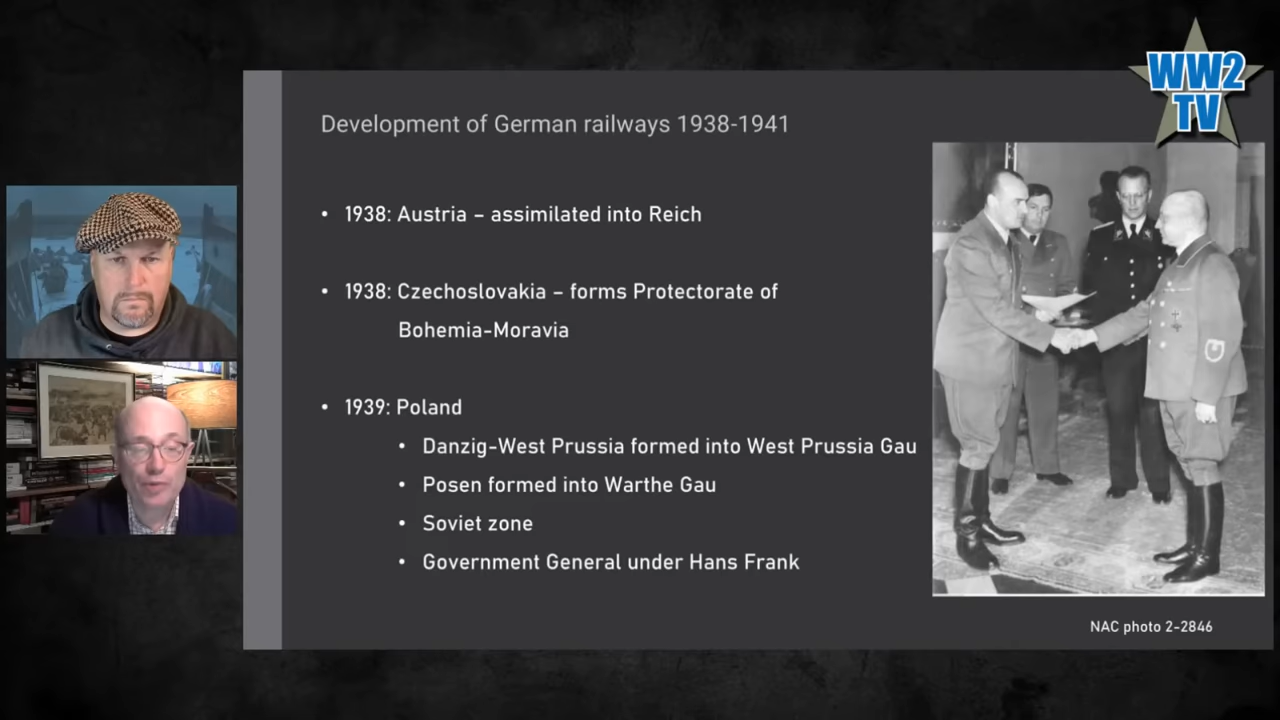 WW2
TV
Development of German railways 1938-1941
• 1938: Austria – assimilated into Reich
• 1938: Czechoslovakia – forms Protectorate of
Bohemia-Moravia
• 1939: Poland
• Danzig-West Prussia formed into West Prussia Gau
• Posen formed into Warthe Gau
• Soviet zone
• Government General under Hans Frank
NAC photo 2-2846